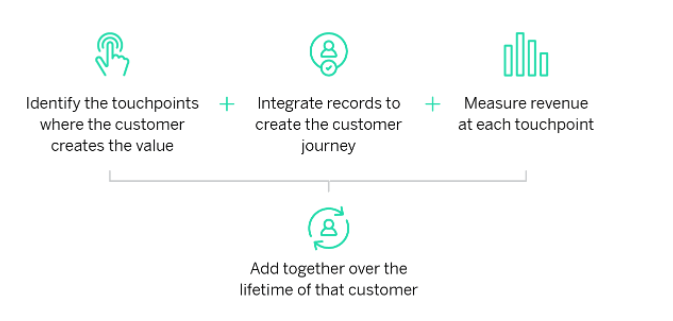 Identify the touchpoints
where the customer
creates the value
+
Integrate records to
create the customer
journey
+
Measure revenue
at each touchpoint
Add together over the
lifetime of that customer